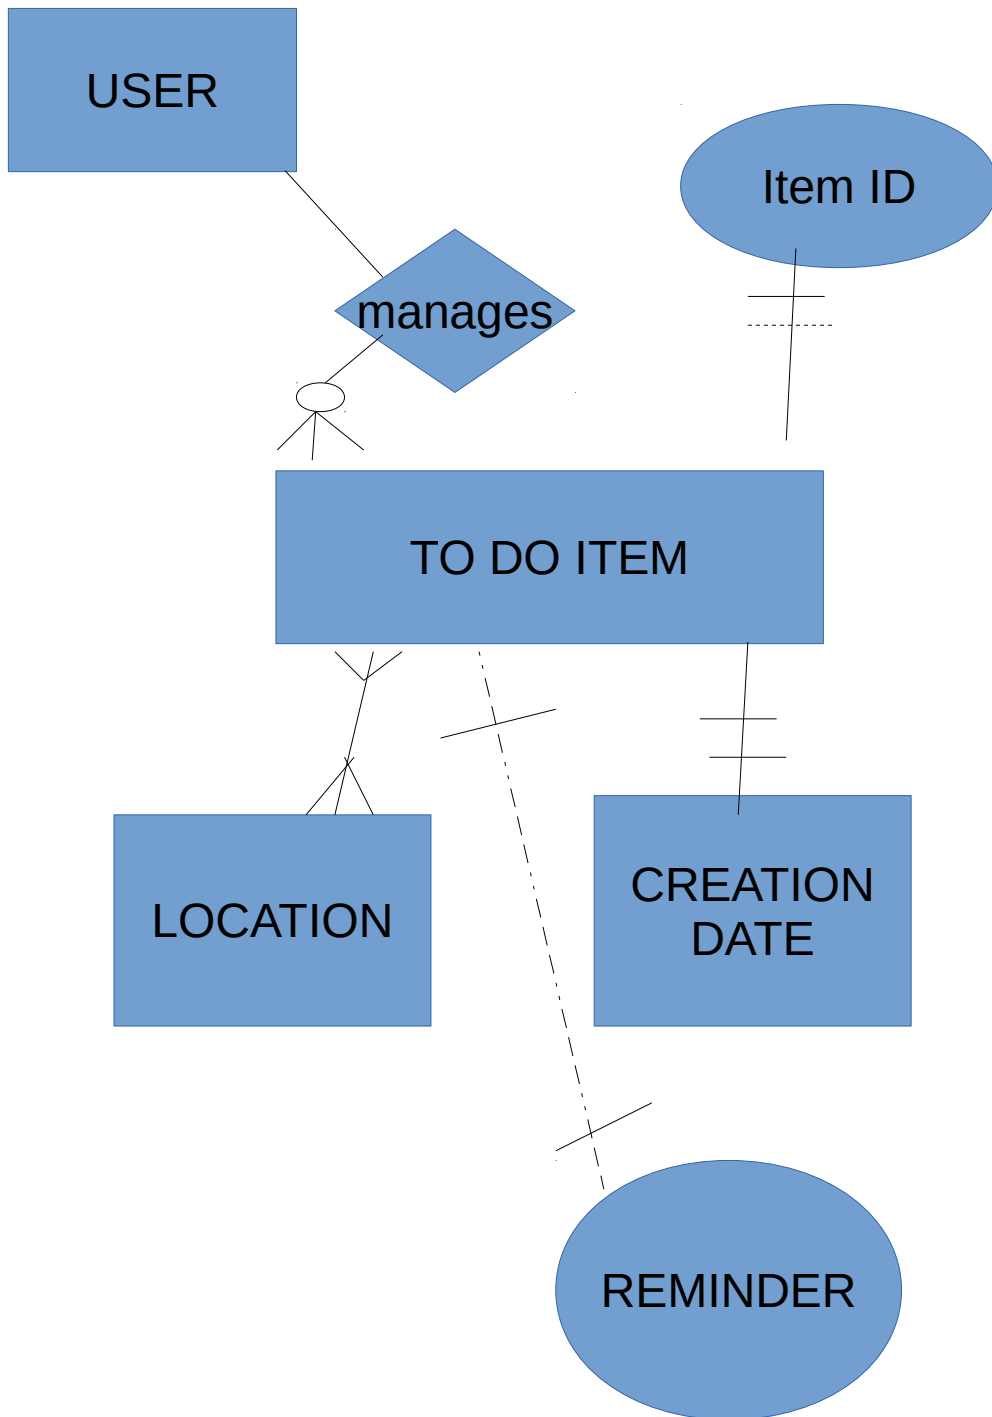 USER
Item ID
manages
TO DO ITEM
LOCATION
CREATION
DATE
REMINDER